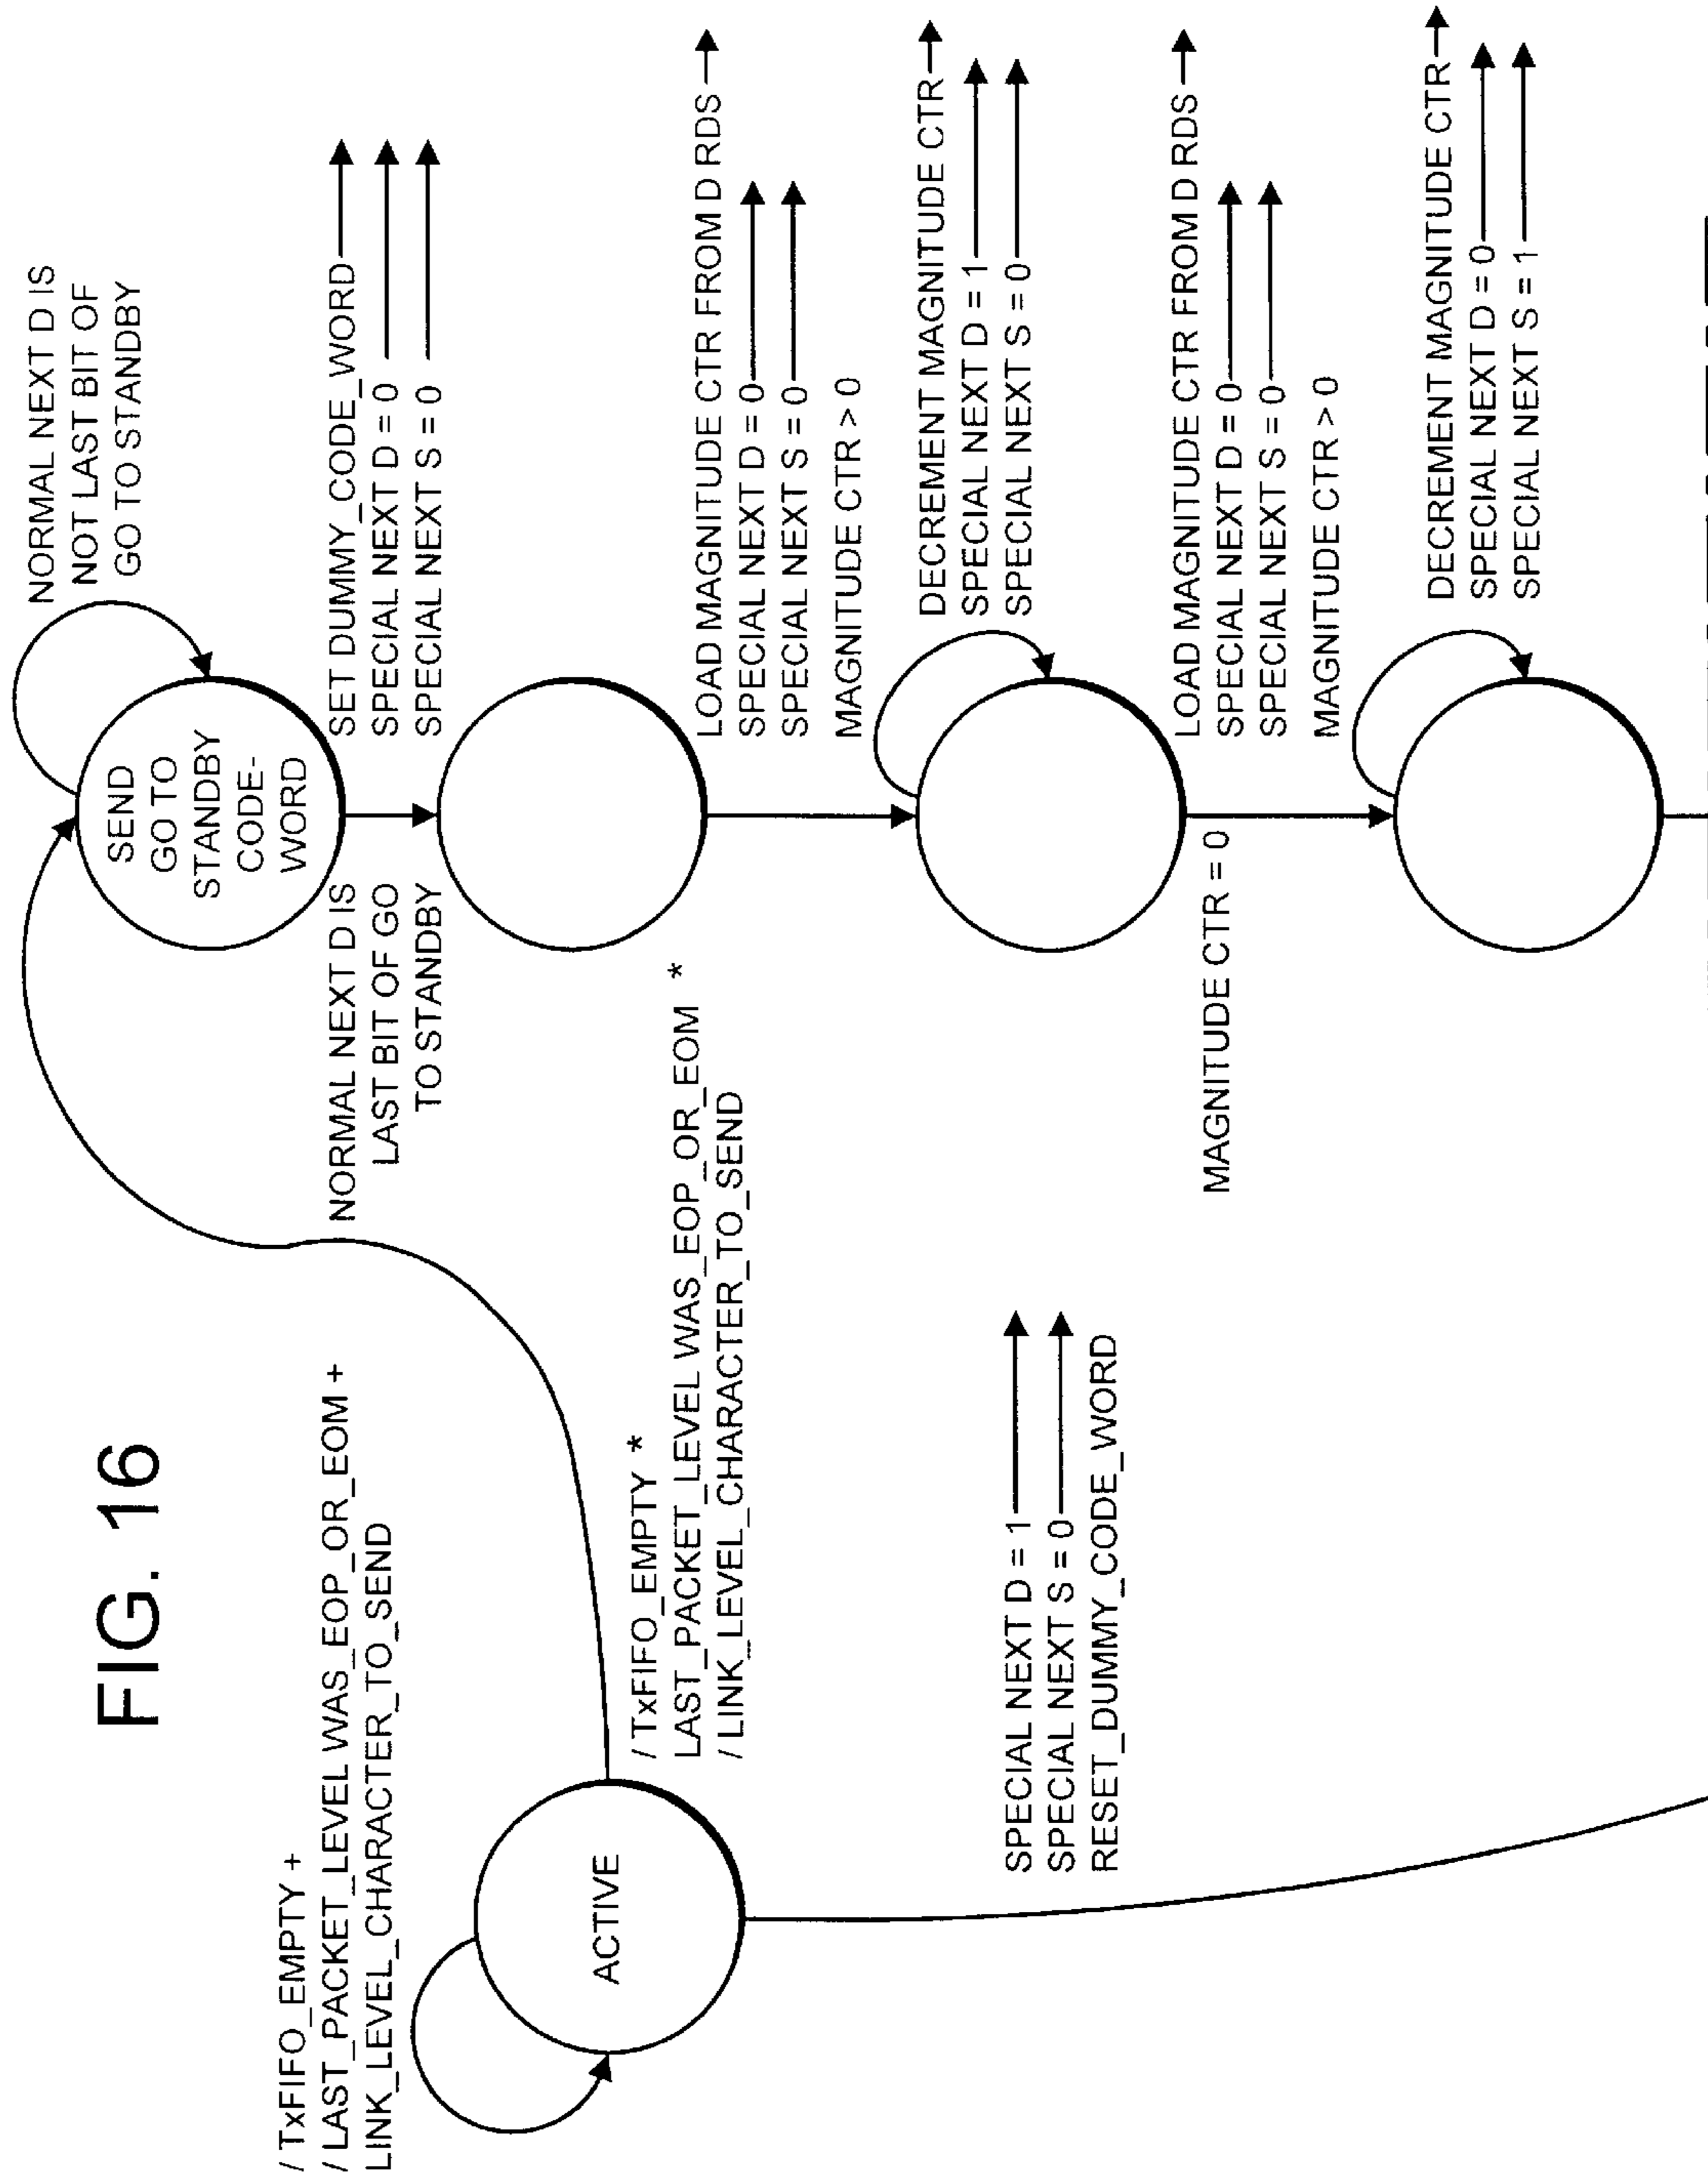 FIG. 16
/ TxFIFO_EMPTY +
/ LAST_PACKET_LEVEL WAS_EOP_OR_EOM +
LINK_LEVEL_CHARACTER_TO_SEND
ACTIVE
/ TxFIFO_EMPTY *
LAST_PACKET_LEVEL WAS_EOP_OR_EOM *
/ LINK_LEVEL_CHARACTER_TO_SEND
SPECIAL NEXT D = 1
SPECIAL NEXT S = 0
RESET_DUMMY_CODE_WORD
NORMAL NEXT D IS
NOT LAST BIT OF
GO TO STANDBY
SEND
GO TO
STANDBY
CODE-
WORD
NORMAL NEXT D IS
LAST BIT OF GO
TO STANDBY
SET DUMMY_CODE_WORD
SPECIAL NEXT D = 0
SPECIAL NEXT S = 0
LOAD MAGNITUDE CTR FROM D RDS
SPECIAL NEXT D = 0
SPECIAL NEXT S = 0
MAGNITUDE CTR > 0
DECREMENT MAGNITUDE CTR
SPECIAL NEXT D = 1
SPECIAL NEXT S = 0
MAGNITUDE CTR = 0
LOAD MAGNITUDE CTR FROM D RDS
SPECIAL NEXT D = 0
SPECIAL NEXT S = 0
MAGNITUDE CTR > 0
DECREMENT MAGNITUDE CTR
SPECIAL NEXT D = 0
SPECIAL NEXT S = 1